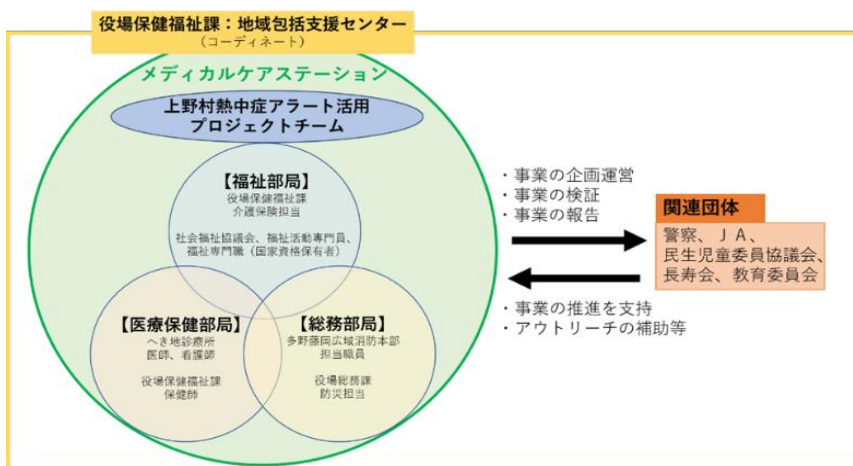 役場保健福祉課：地域包括支援センター
（コーディネート）
メディカルケアステーション
上野村熱中症アラート活用
プロジェクトチーム
【福祉部局】
役場保健福祉課
介護保険担当
社会福祉協議会、福祉活動専門員、
福祉専門職（国家資格保有者）
【医療保健部局】
へき地診療所
医師、看護師
役場保健福祉課
保健師
【総務部局】
多野藤岡広域消防本部
担当職員
役場総務課
防災担当
・事業の企画運営
・事業の検証
・事業の報告
・事業の推進を支持
・アウトリーチの補助等
関連団体
警察、ＪＡ、
民生児童委員協議会、
長寿会、教育委員会